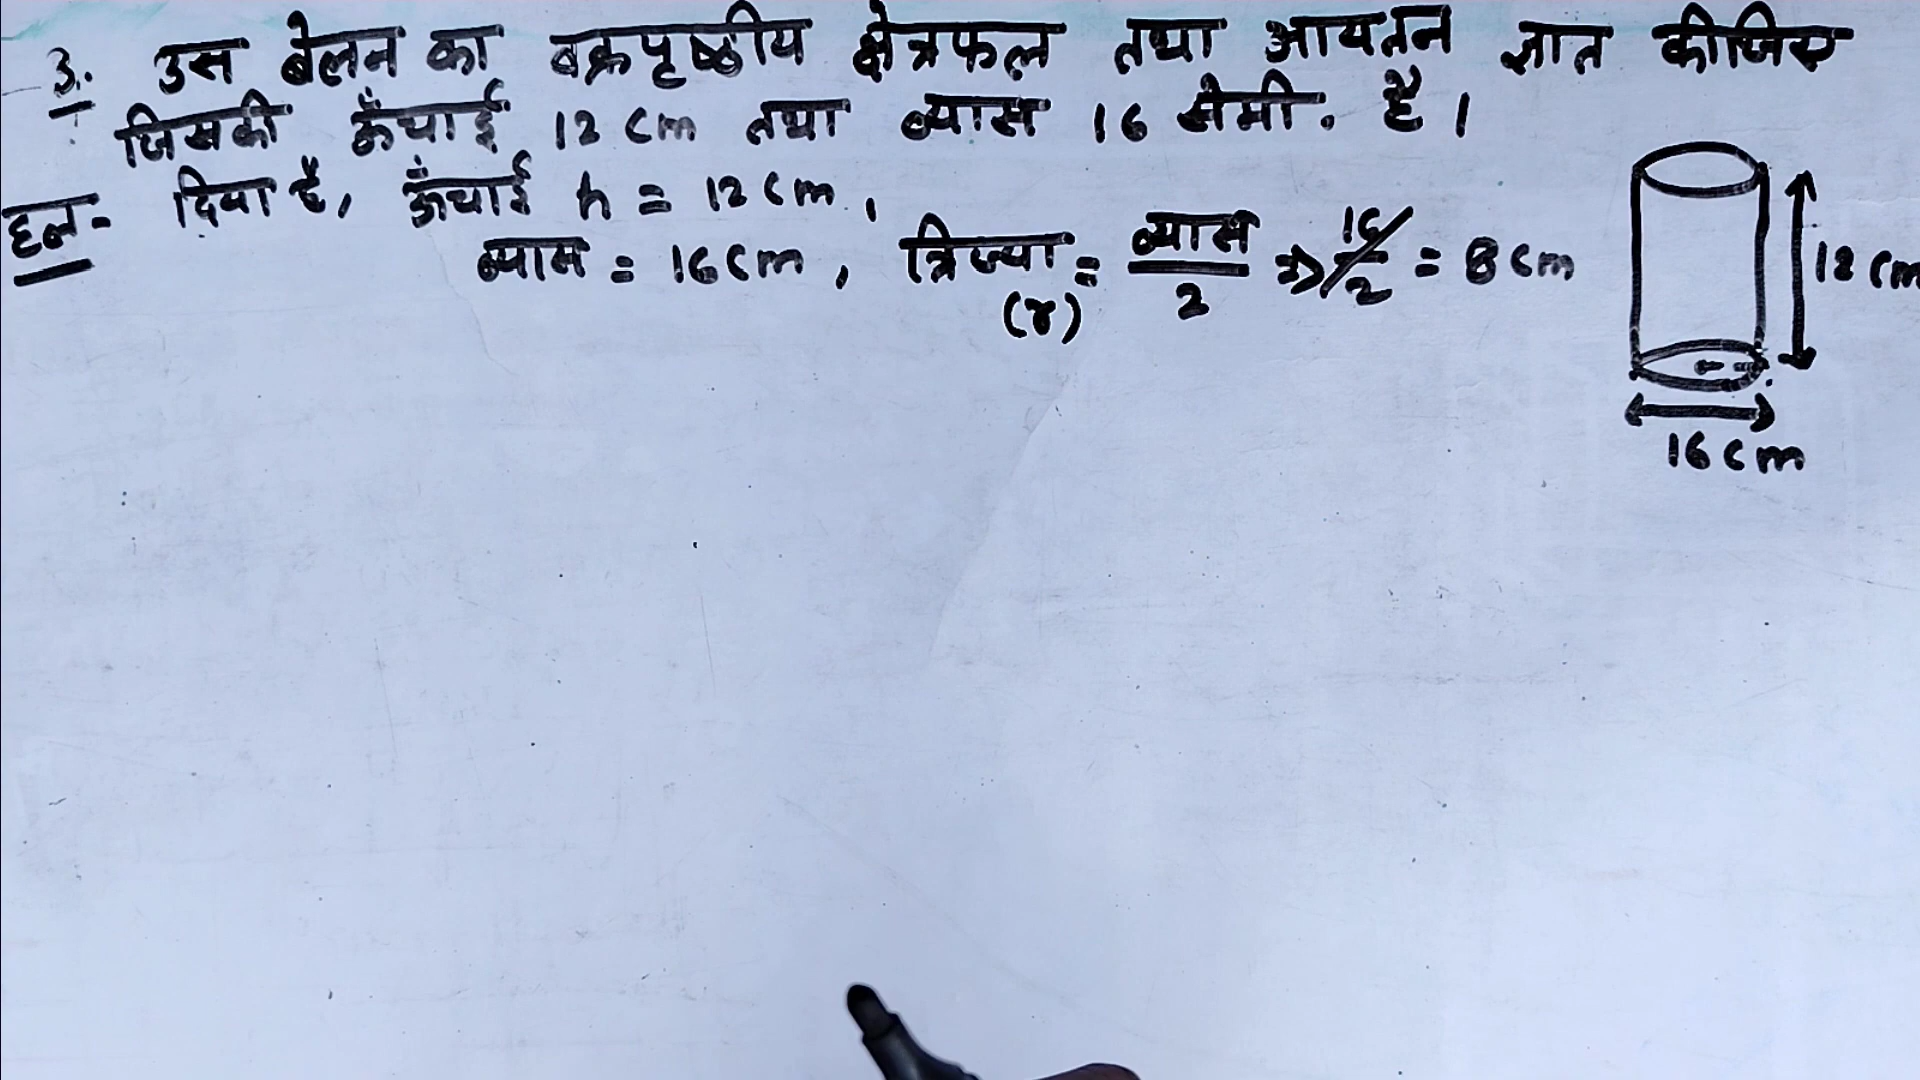 3. उस बेलन का वक्रपृष्ठीय क्षेत्रफल तथा आयतन ज्ञात कीजिए
जिसकी ऊँचाई 12 cm तथा व्यास 16 सेमी. है।
हल- दिया है, ऊँचाई h = 12 cm,
व्यास = 16 cm, त्रिज्या (r) = व्यास/2 => 16/2 = 8 cm
12 cm
16 cm